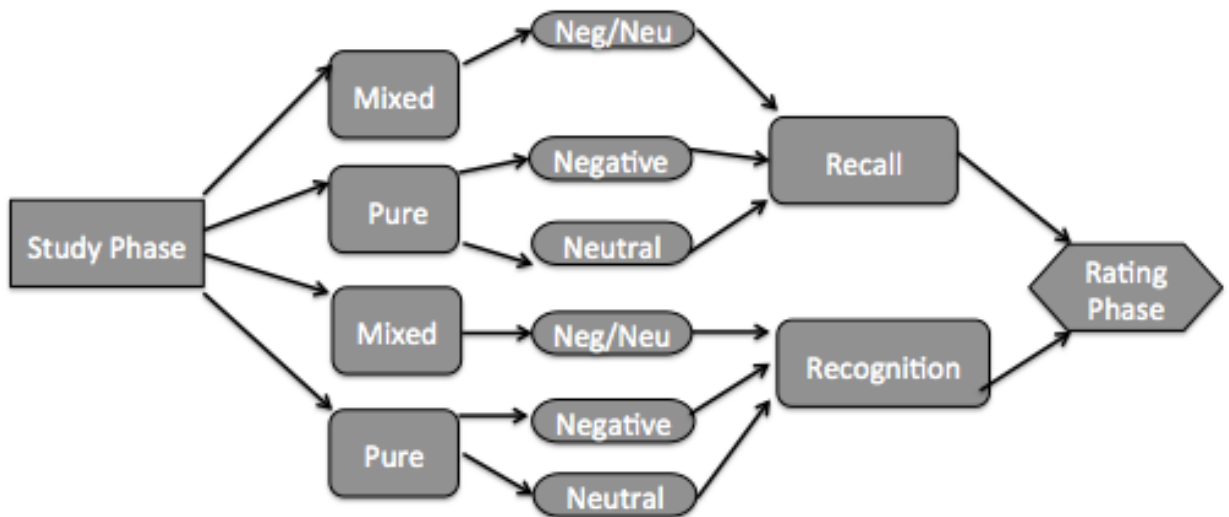 Study Phase
Mixed
Pure
Mixed
Pure
Neg/Neu
Negative
Neutral
Neg/Neu
Negative
Neutral
Recall
Recognition
Rating
Phase